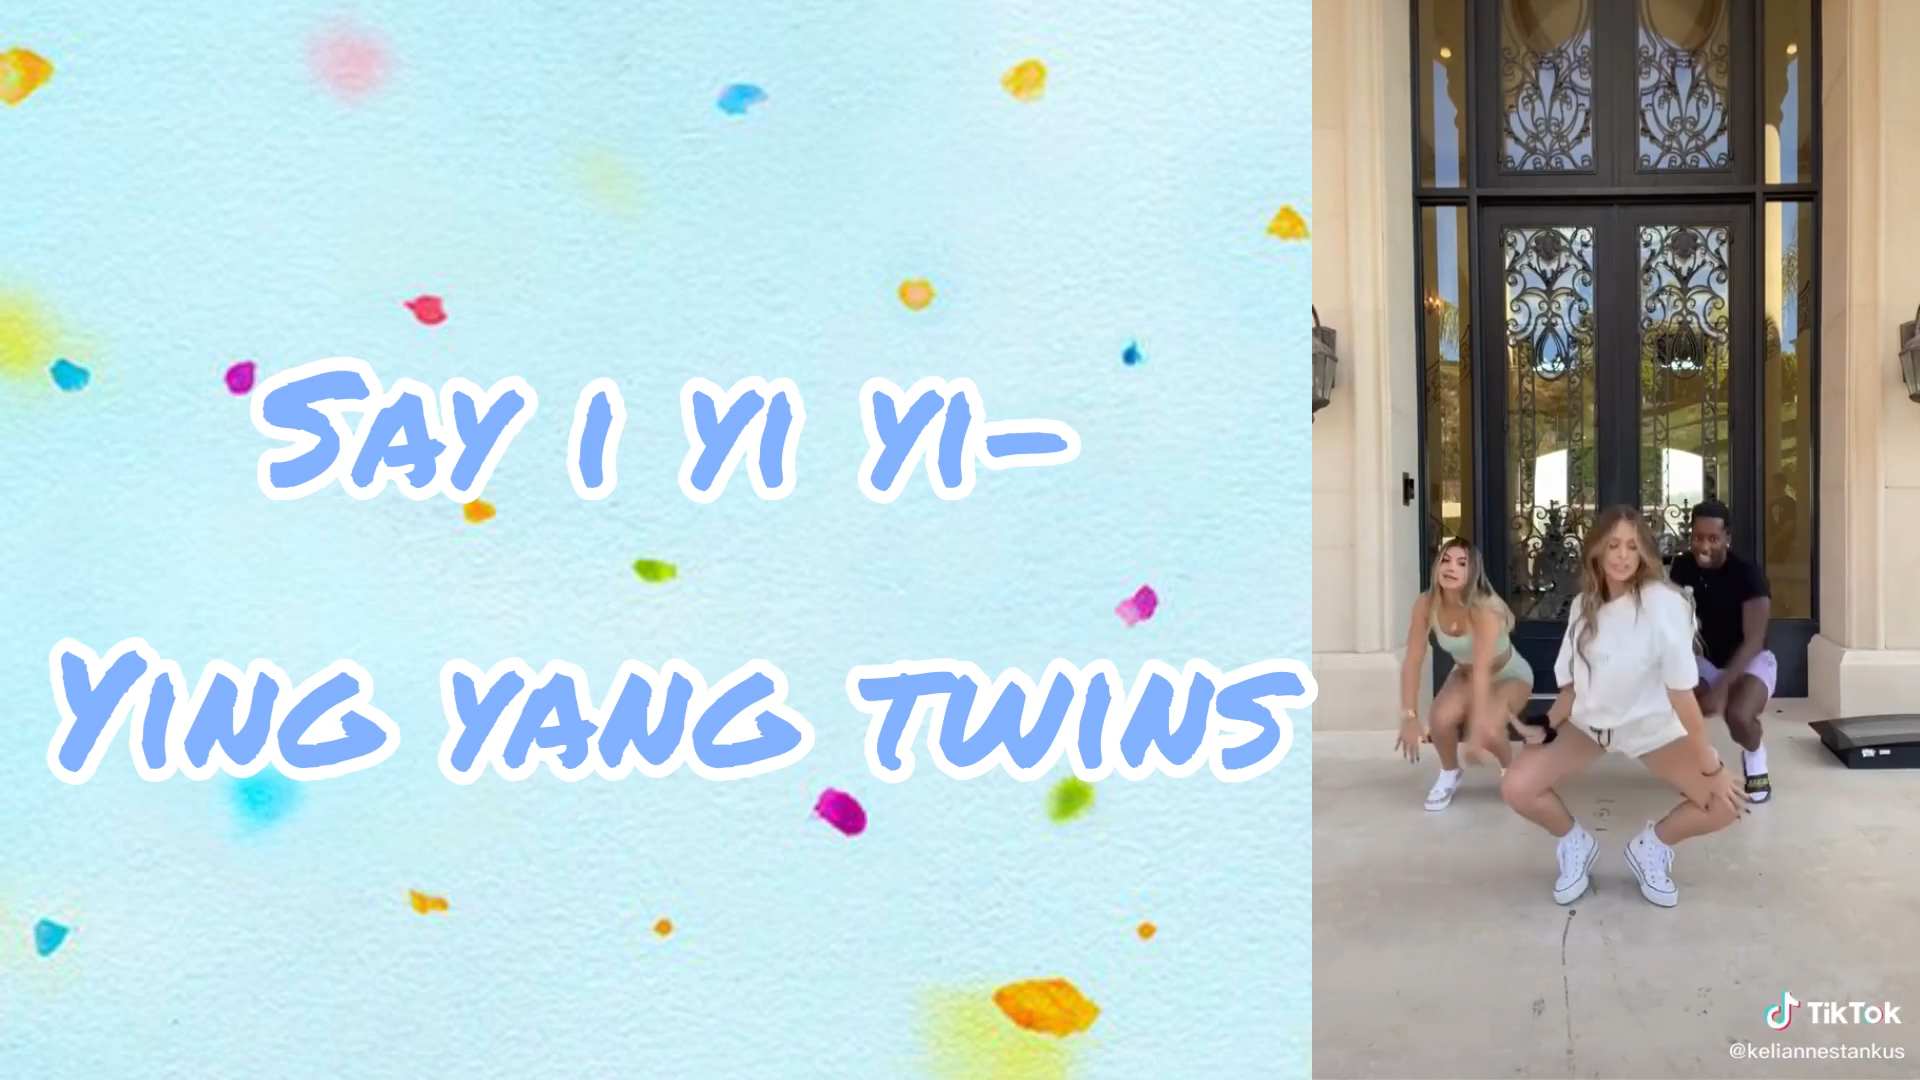 Say i yi yi-
Ying yang twins
TikTok
@keliannestankus